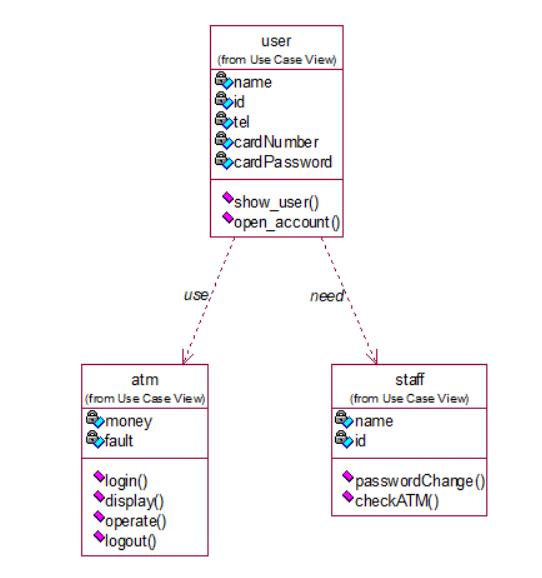 user
(from Use Case View)
name
id
tel
cardNumber
cardPassword
show_user()
open_account()
use
need
atm
(from Use Case View)
money
fault
login()
display()
operate()
logout()
staff
(from Use Case View)
name
id
passwordChange()
checkATM()